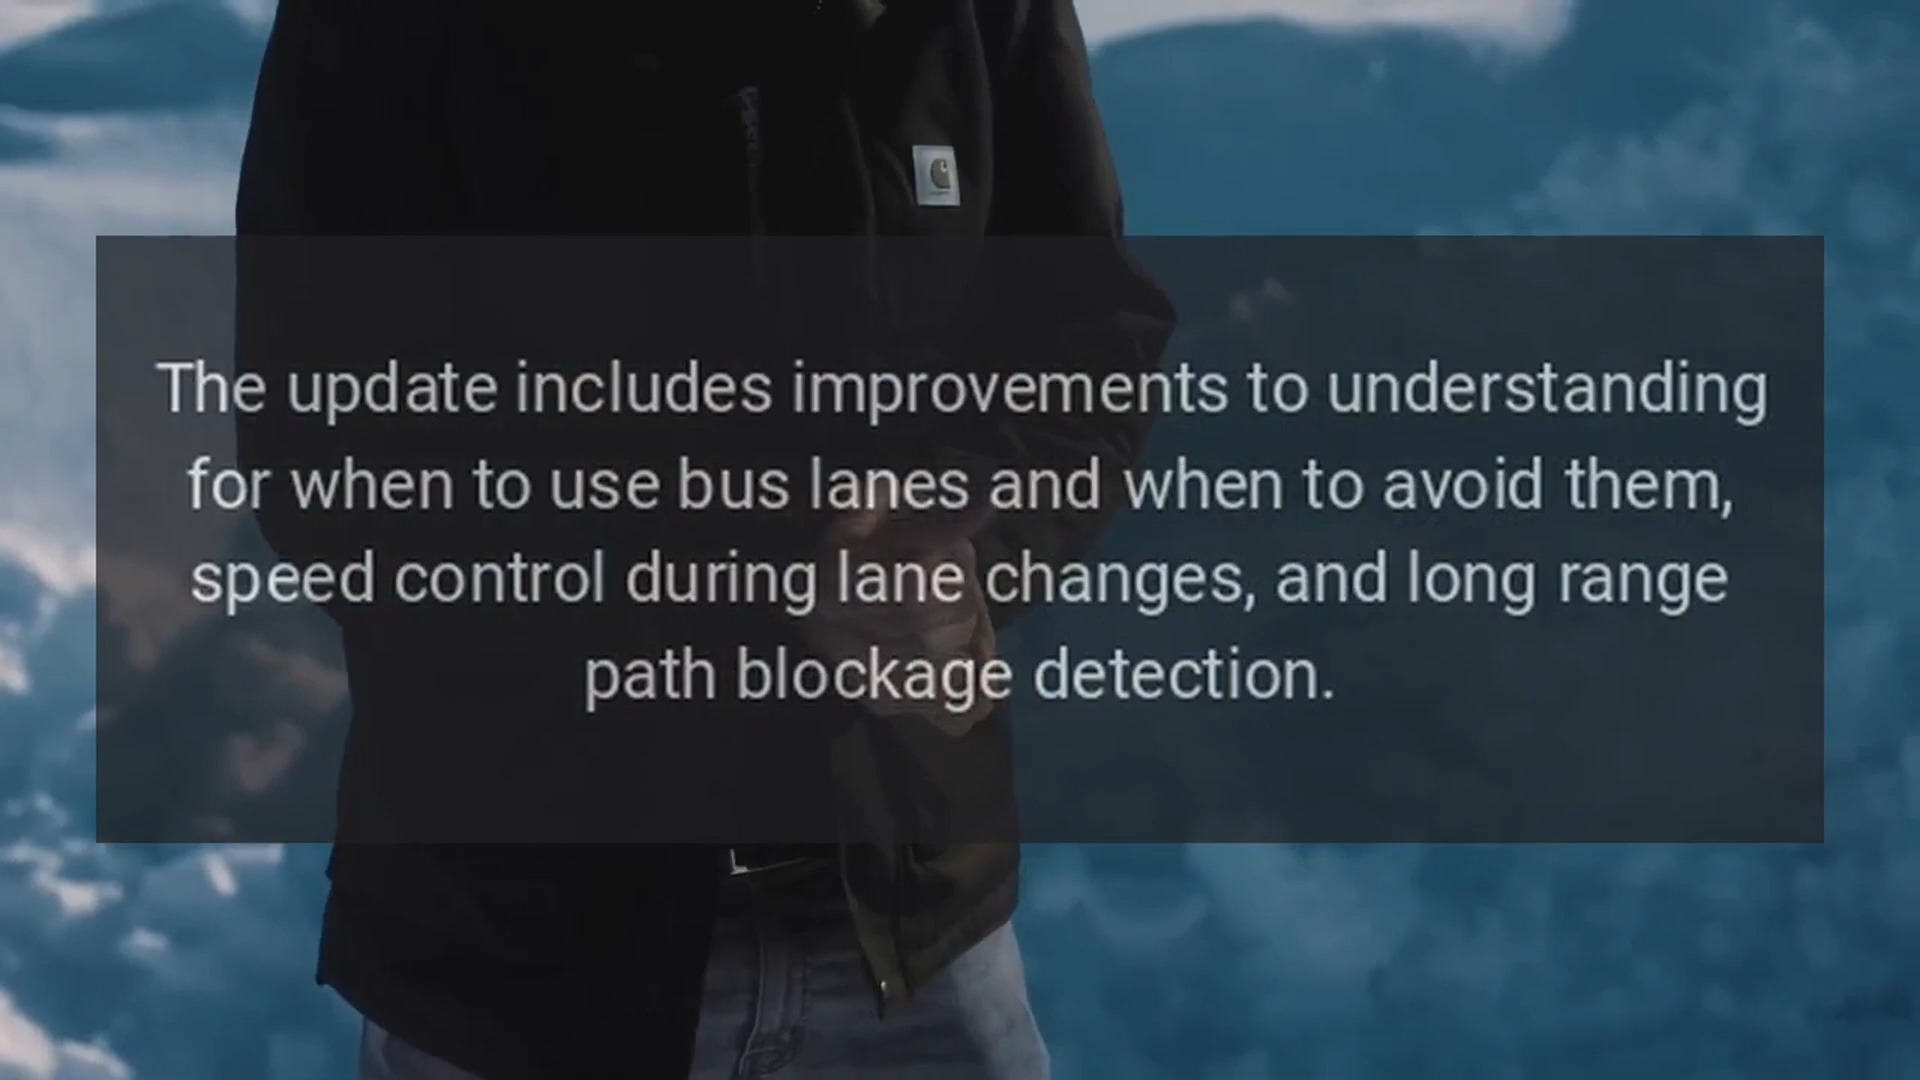 The update includes improvements to understanding
for when to use bus lanes and when to avoid them,
speed control during lane changes, and long range
path blockage detection.